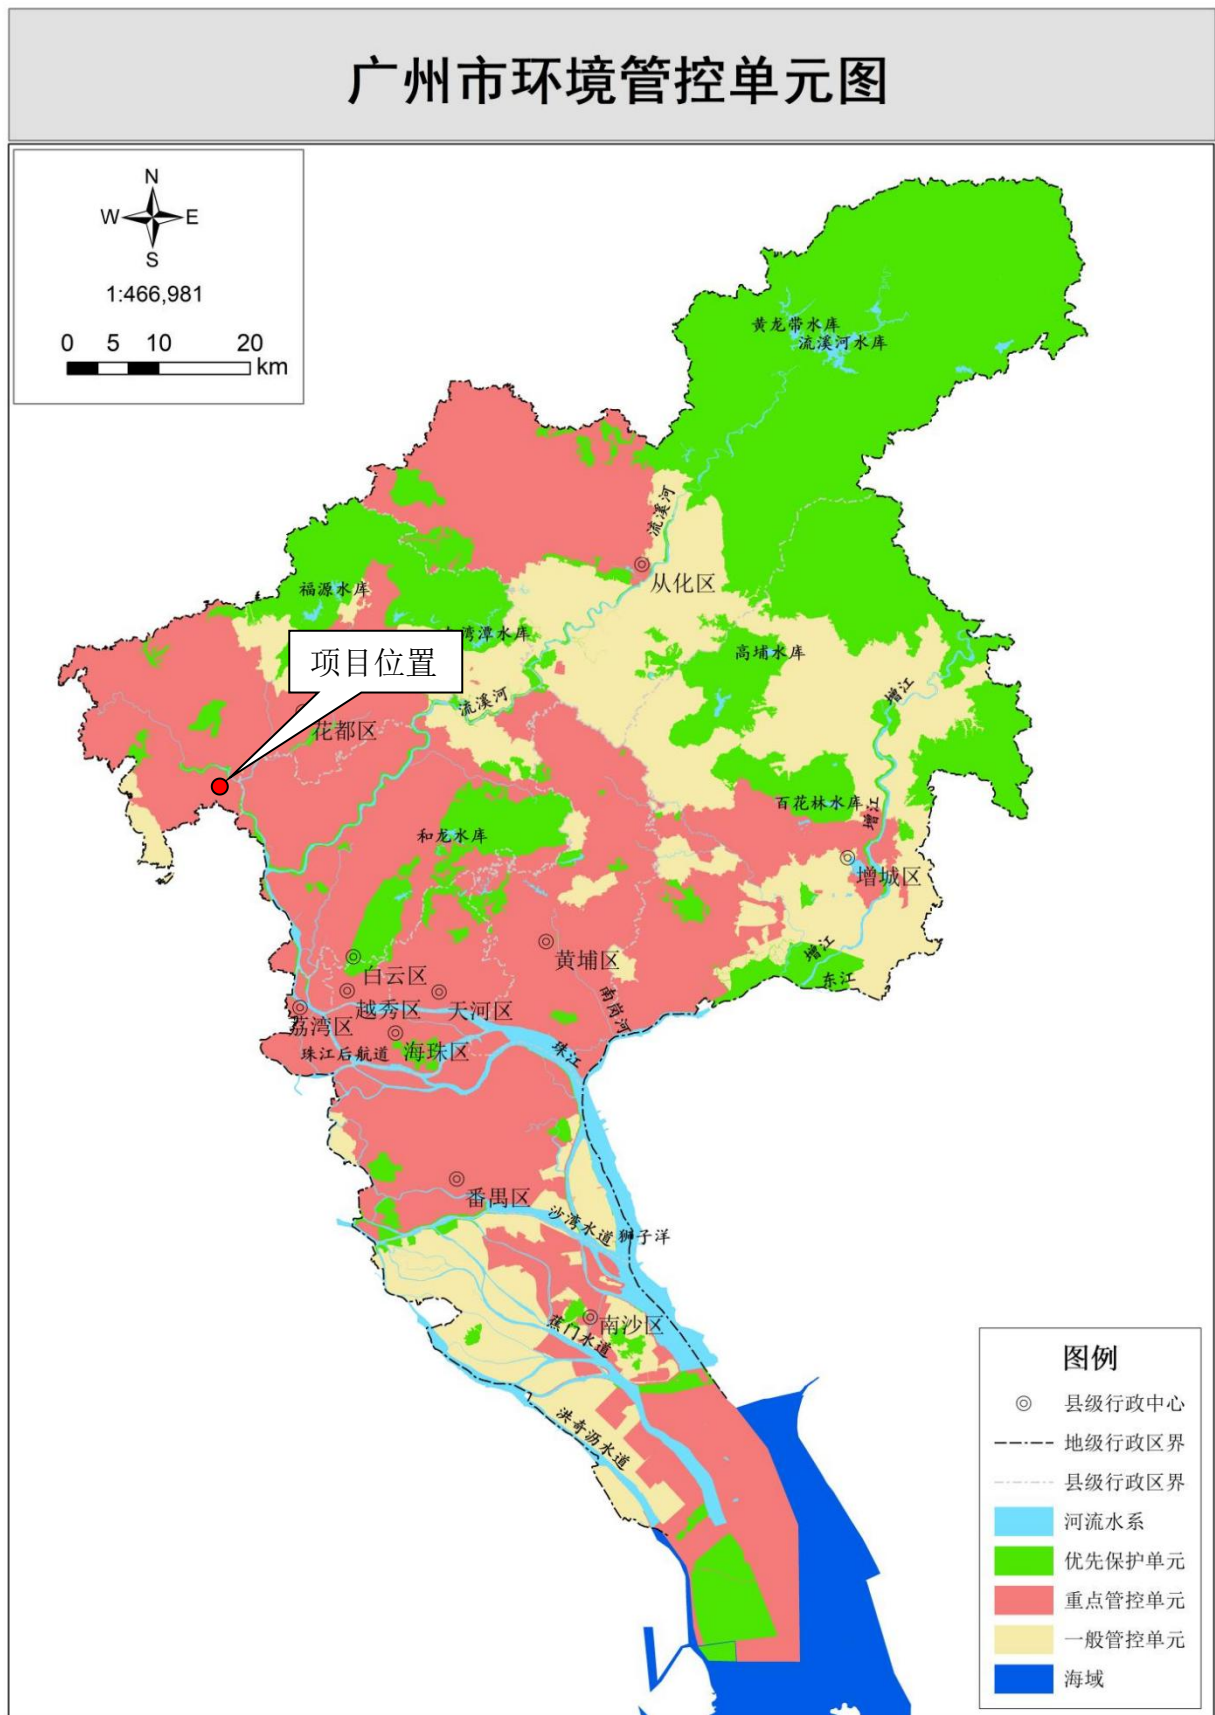 广州市环境管控单元图
N
W
E
S
1:466,981
0 5 10 20
km
黄龙带水库
流溪河水库
流溪河
从化区
福源水库
湾潭水库
高埔水库
项目位置
流溪河
增江
花都区
百花林水库
增江
和龙水库
增城区
黄埔区
增江
白云区
东江
越秀区
天河区
南岗河
荔湾区
海珠区
珠江后航道
珠江
番禺区
沙湾水道
狮子洋
南沙区
蕉门水道
洪奇沥水道
图例
县级行政中心
地级行政区界
县级行政区界
河流水系
优先保护单元
重点管控单元
一般管控单元
海域